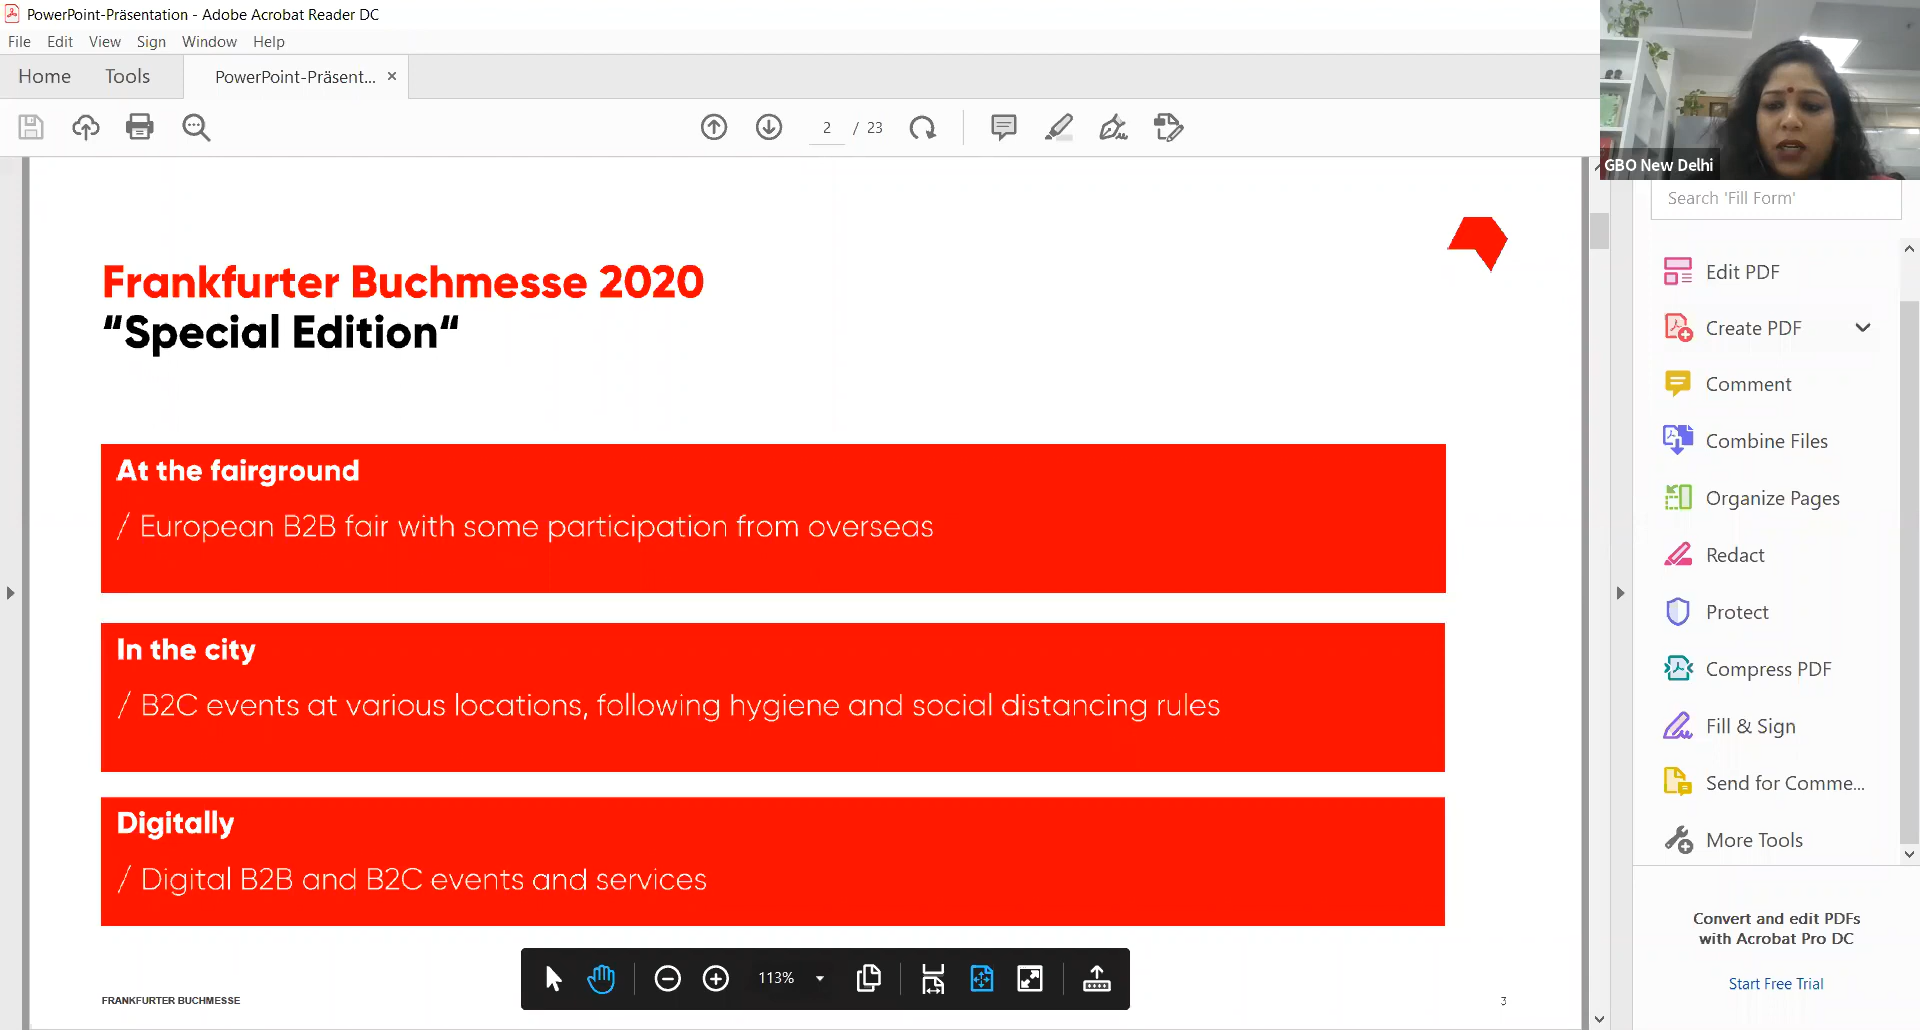 PowerPoint-Präsentation - Adobe Acrobat Reader DC
File Edit View Sign Window Help
Home Tools PowerPoint-Präsent... ×
2 / 23
GBO New Delhi
Search 'Fill Form'
Frankfurter Buchmesse 2020
“Special Edition“
At the fairground
/ European B2B fair with some participation from overseas
In the city
/ B2C events at various locations, following hygiene and social distancing rules
Digitally
/ Digital B2B and B2C events and services
FRANKFURTER BUCHMESSE
3
113%
Edit PDF
Create PDF
Comment
Combine Files
Organize Pages
Redact
Protect
Compress PDF
Fill & Sign
Send for Comme...
More Tools
Convert and edit PDFs
with Acrobat Pro DC
Start Free Trial